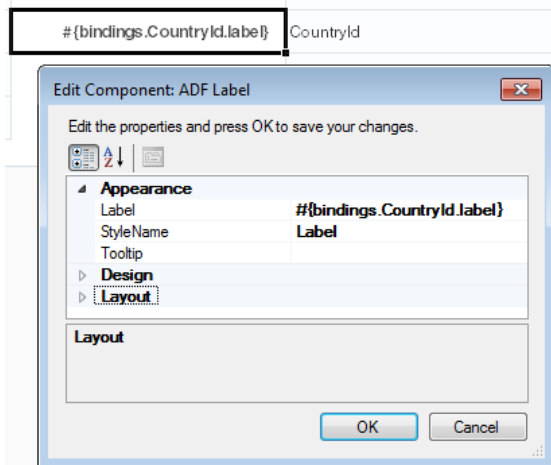 #{bindings.CountryId.label} CountryId
Edit Component: ADF Label
Edit the properties and press OK to save your changes.
Appearance
Label #{bindings.CountryId.label}
StyleName Label
Tooltip
Design
Layout
Layout
OK Cancel